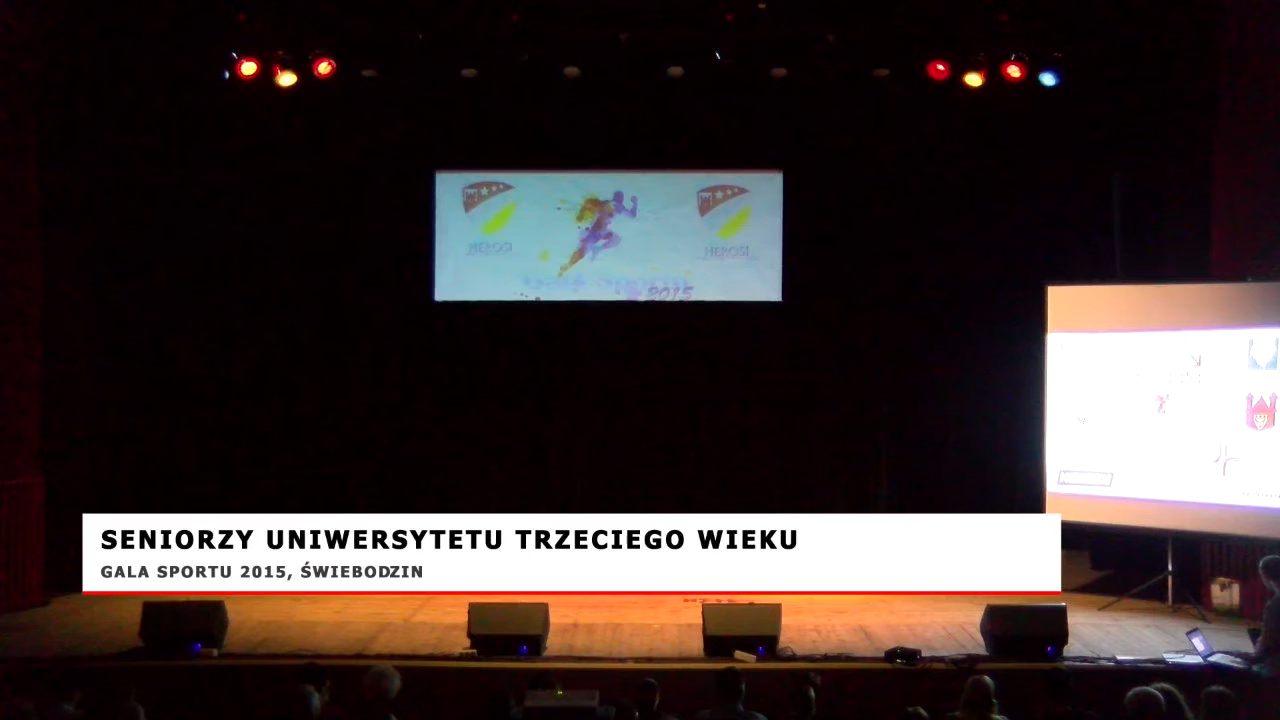 HEROSI
HEROSI
2015
SENIORZY UNIWERSYTETU TRZECIEGO WIEKU
GALA SPORTU 2015, ŚWIEBODZIN